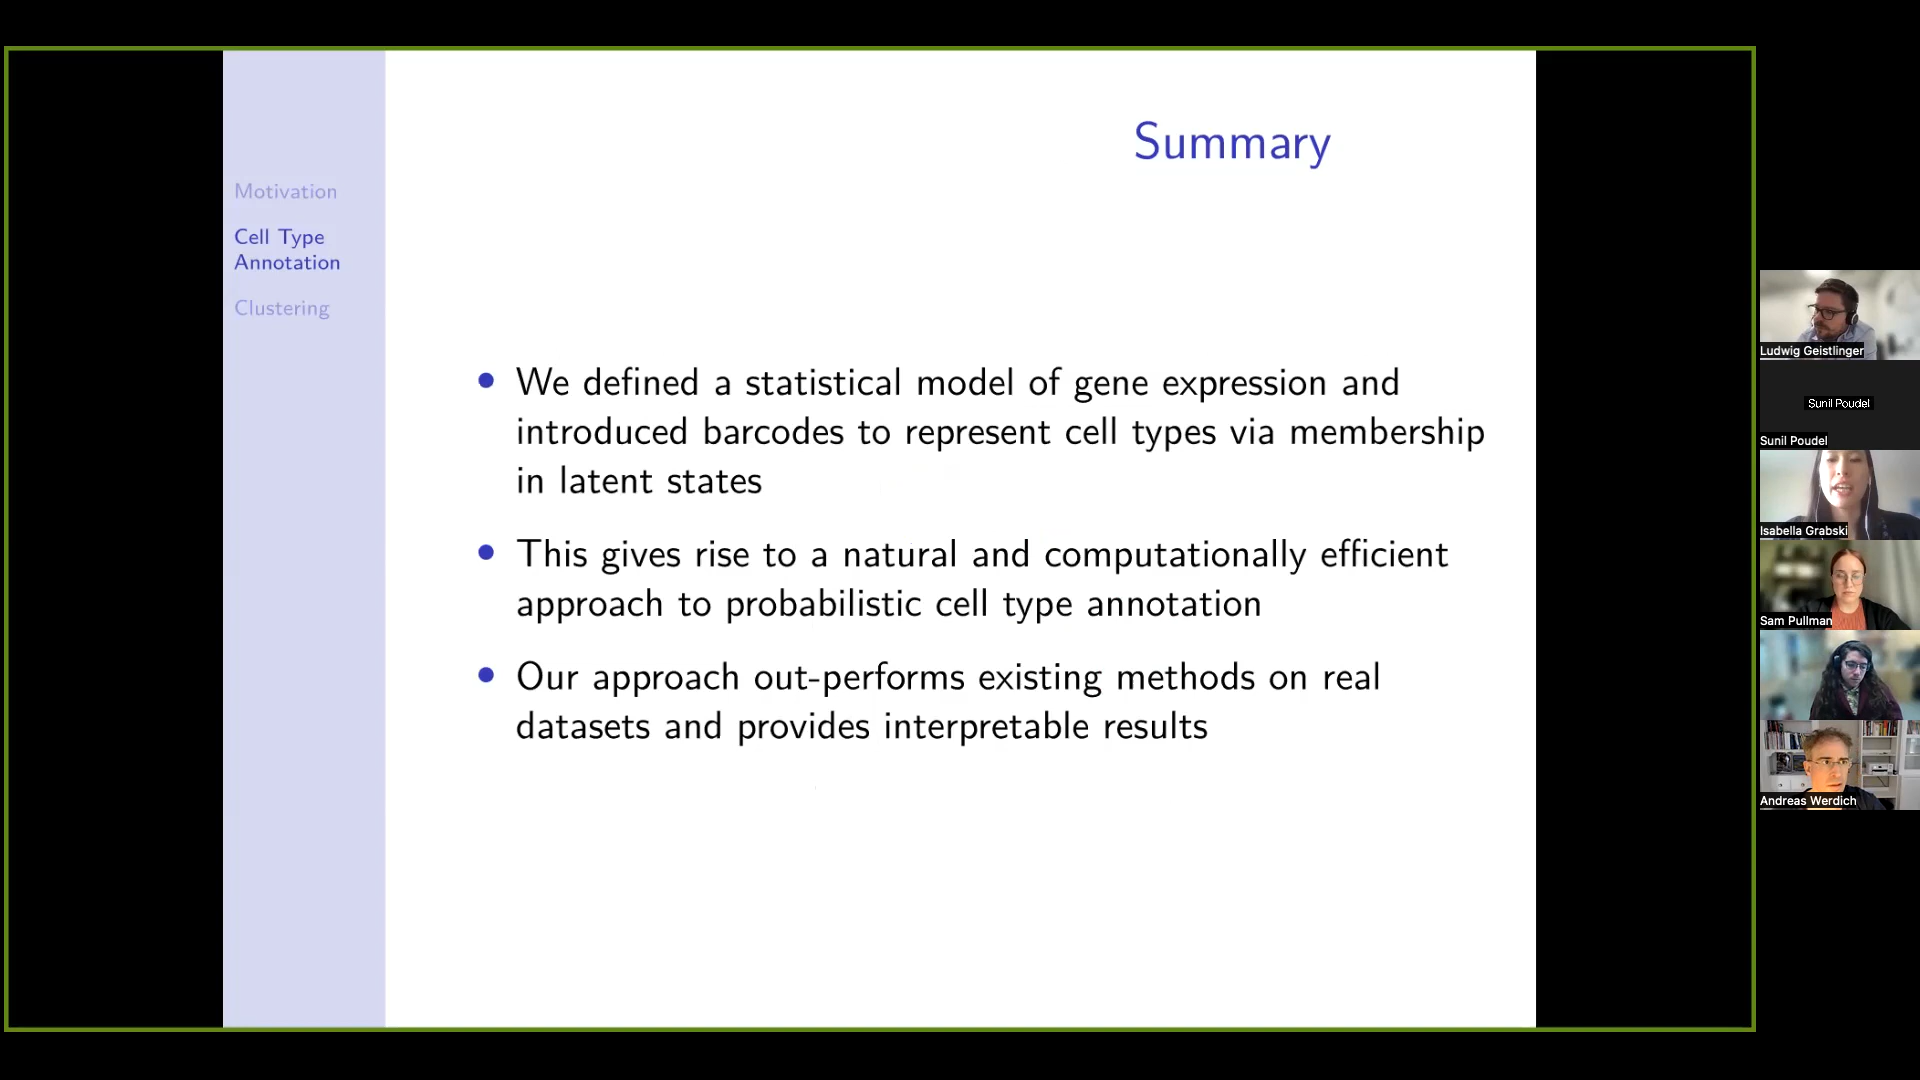 Summary
Motivation
Cell Type
Annotation
Clustering
• We defined a statistical model of gene expression and
introduced barcodes to represent cell types via membership
in latent states
• This gives rise to a natural and computationally efficient
approach to probabilistic cell type annotation
• Our approach out-performs existing methods on real
datasets and provides interpretable results
Ludwig Geistlinger
Sunil Poudel
Sunil Poudel
Isabella Grabski
Sam Pullman
Andreas Werdich